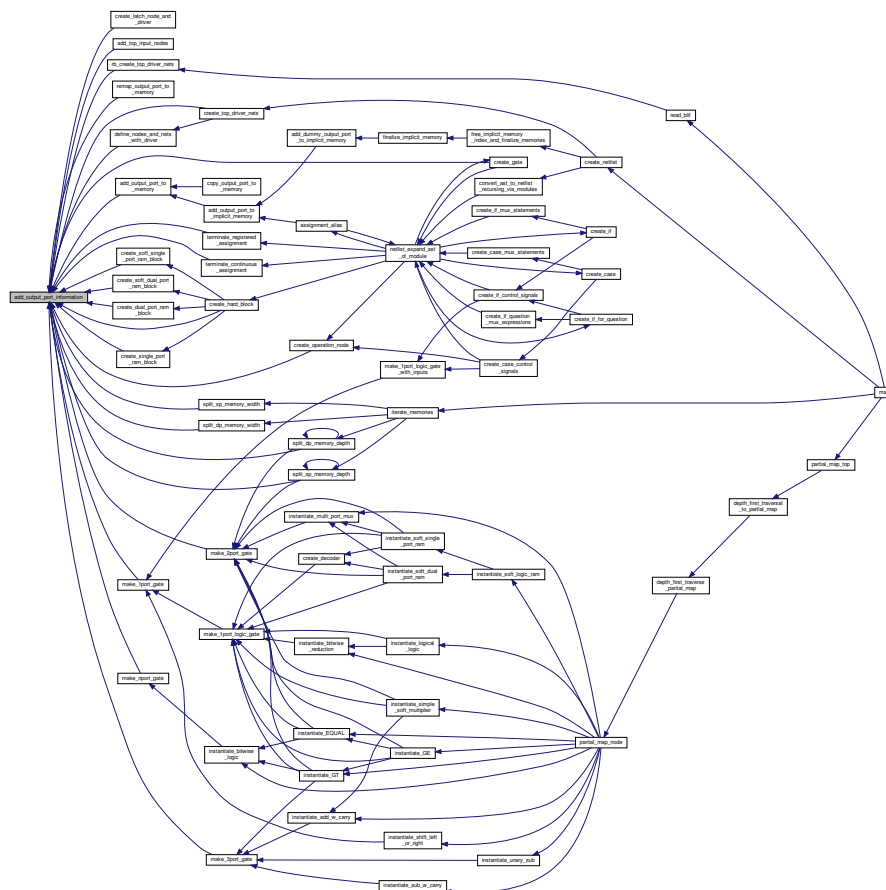 create_latch_node_and
_driver
add_top_input_nodes
rb_create_top_driver_nets
remap_output_port_to
_memory
create_top_driver_nets
read_blif
define_nodes_and_nets
_with_driver
add_dummy_output_port
_to_implicit_memory
finalize_implicit_memory
free_implicit_memory
_index_and_finalize_memories
create_gate
create_netlist
add_output_port_to
_memory
copy_output_port_to
_memory
convert_ast_to_netlist
_recursing_via_modules
add_output_port_to
_implicit_memory
create_if_mux_statements
assignment_alias
create_if
terminate_registered
_assignment
netlist_expand_ast
_of_module
create_case_mux_statements
create_soft_single
_port_ram_block
terminate_continuous
_assignment
create_case
create_soft_dual_port
_ram_block
add_output_port_information
create_if_control_signals
create_dual_port_ram
_block
create_hard_block
create_if_question
_mux_expressions
create_if_for_question
create_operation_node
create_single_port
_ram_block
make_1port_logic_gate
_with_inputs
create_case_control
_signals
ma
split_sp_memory_width
iterate_memories
split_dp_memory_width
split_dp_memory_depth
partial_map_top
split_sp_memory_depth
depth_first_traversal
_to_partial_map
instantiate_multi_port_mux
instantiate_soft_single
_port_ram
make_2port_gate
create_decoder
instantiate_soft_dual
_port_ram
instantiate_soft_logic_ram
make_1port_gate
depth_first_traverse
_parital_map
make_1port_logic_gate
instantiate_bitwise
_reduction
instantiate_logical
_logic
make_nport_gate
instantiate_simple
_soft_multiplier
instantiate_EQUAL
partial_map_node
instantiate_bitwise
_logic
instantiate_GE
instantiate_GT
instantiate_add_w_carry
instantiate_shift_left
_or_right
make_3port_gate
instantiate_unary_sub
instantiate_sub_w_carry